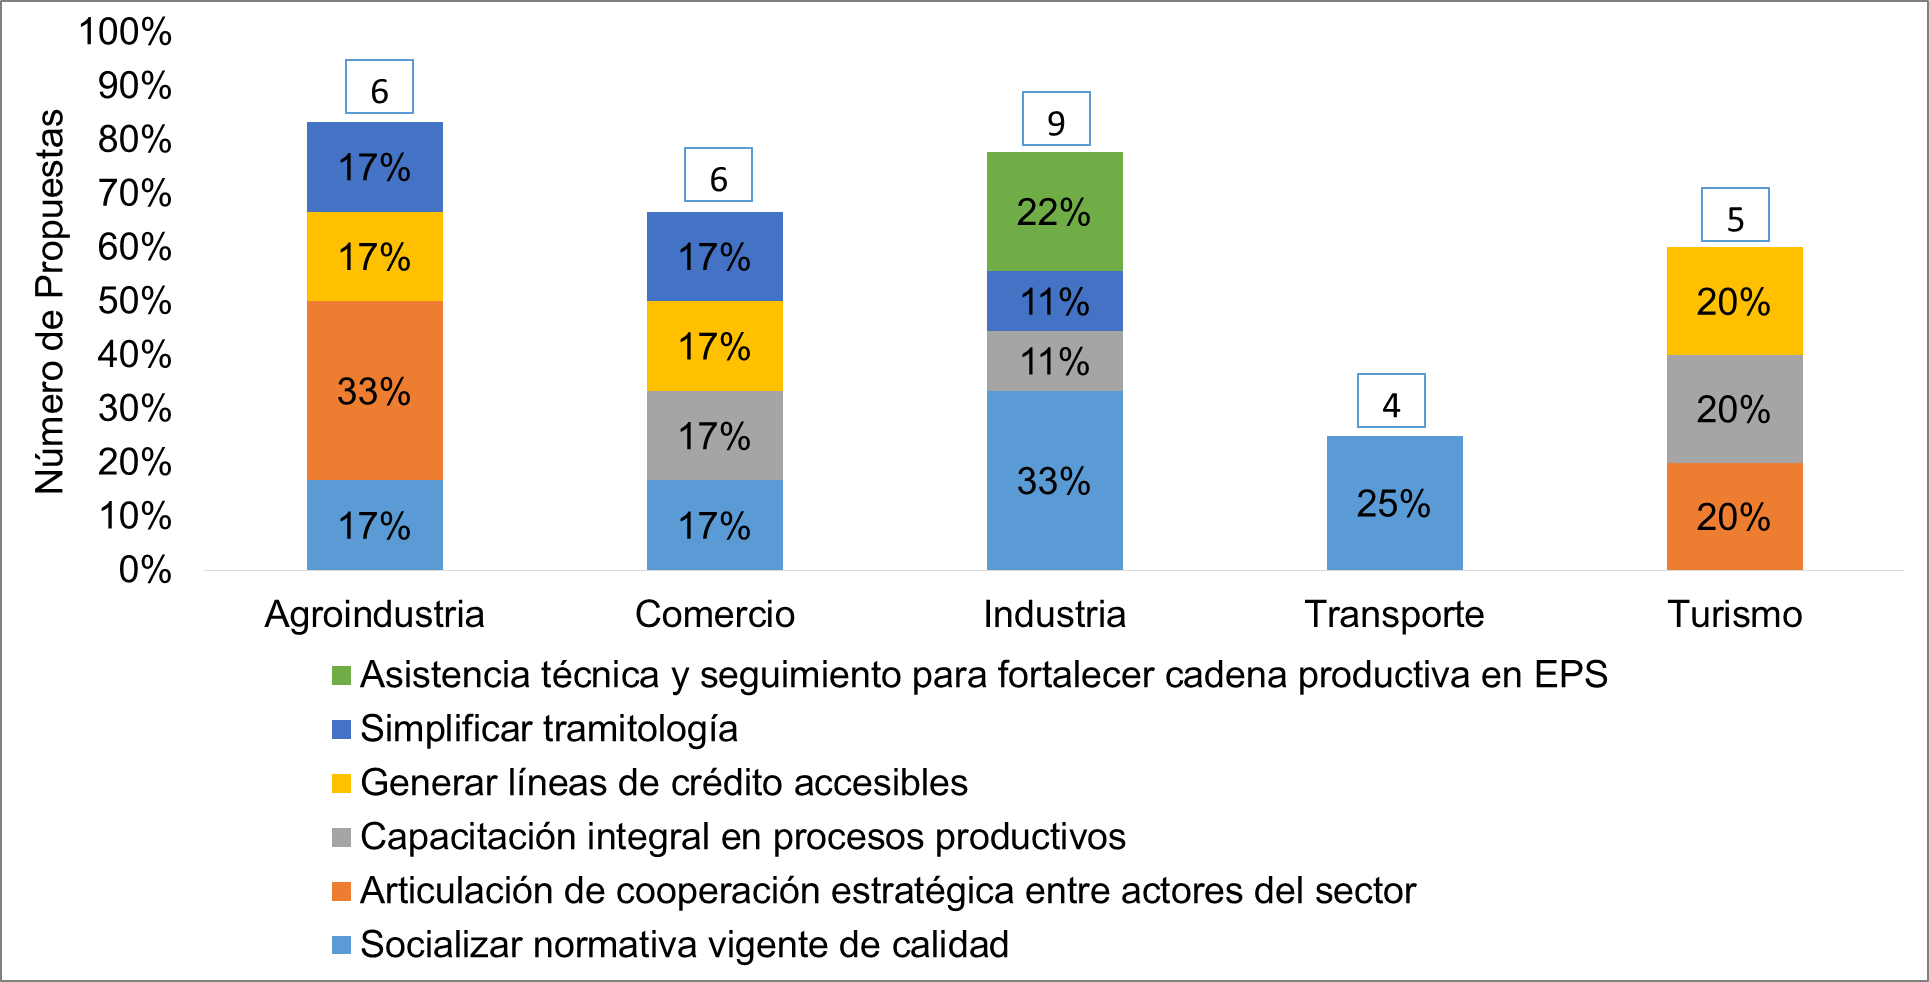 Número de Propuestas
100%
90%
80%
70%
60%
50%
40%
30%
20%
10%
0%
6
17%
17%
33%
17%
6
17%
17%
17%
17%
9
22%
11%
11%
33%
4
25%
5
20%
20%
20%
Agroindustria
Comercio
Industria
Transporte
Turismo
Asistencia técnica y seguimiento para fortalecer cadena productiva en EPS
Simplificar tramitología
Generar líneas de crédito accesibles
Capacitación integral en procesos productivos
Articulación de cooperación estratégica entre actores del sector
Socializar normativa vigente de calidad